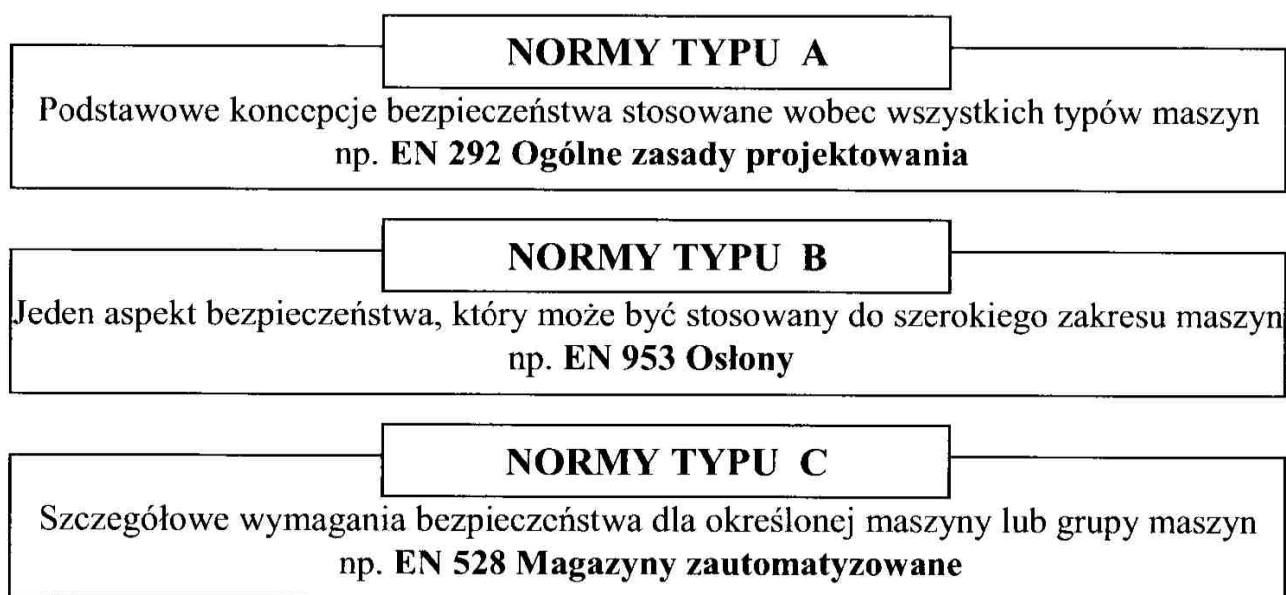 NORMY TYPU A
Podstawowe koncepcje bezpieczeństwa stosowane wobec wszystkich typów maszyn
np. EN 292 Ogólne zasady projektowania
NORMY TYPU B
Jeden aspekt bezpieczeństwa, który może być stosowany do szerokiego zakresu maszyn
np. EN 953 Osłony
NORMY TYPU C
Szczegółowe wymagania bezpieczeństwa dla określonej maszyny lub grupy maszyn
np. EN 528 Magazyny zautomatyzowane